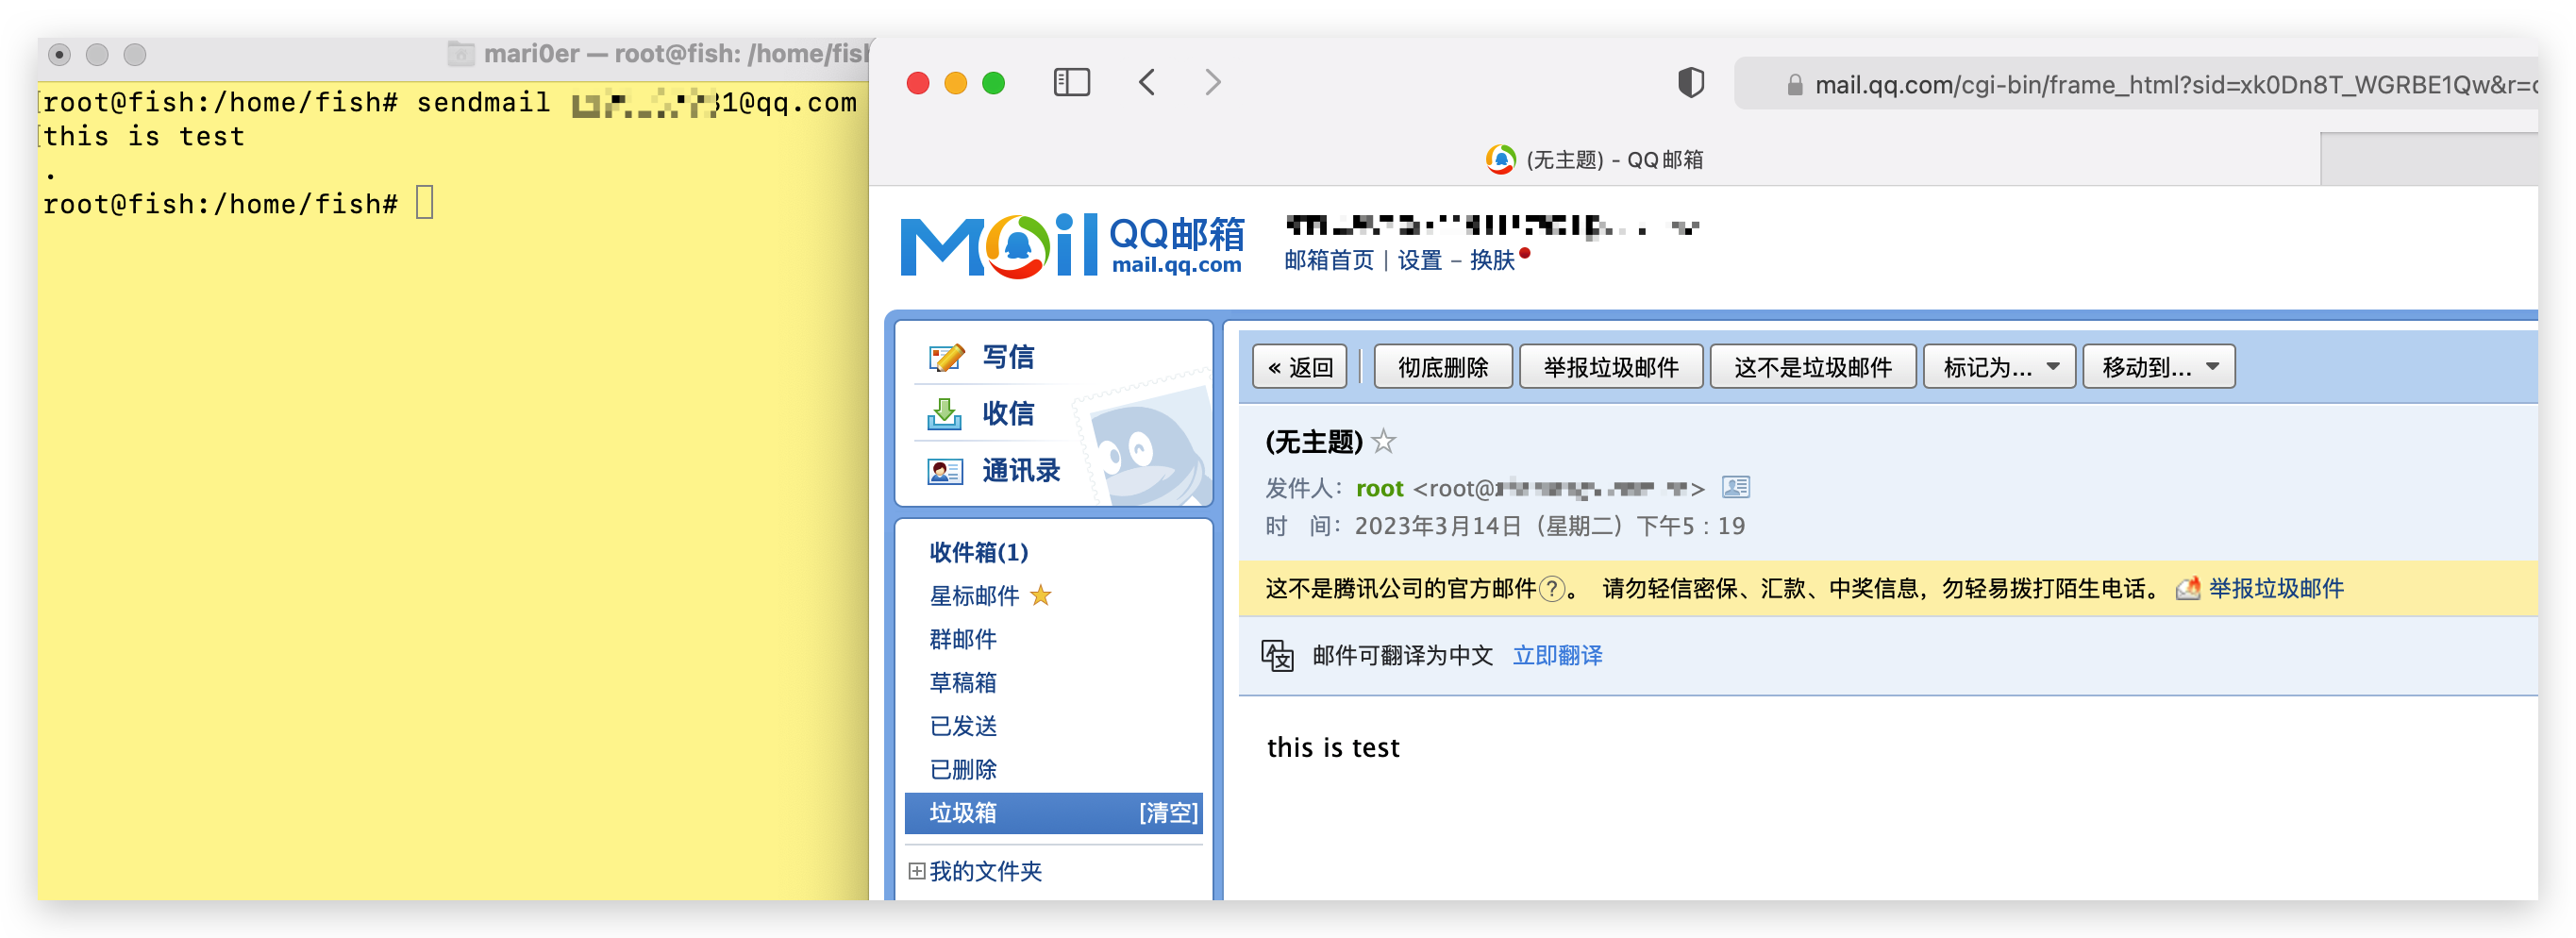 mari0er — root@fish: /home/fish
root@fish:/home/fish# sendmail 31@qq.com
this is test
.
root@fish:/home/fish#
mail.qq.com/cgi-bin/frame_html?sid=xk0Dn8T_WGRBE1Qw&r=
(无主题) - QQ邮箱
Mail QQ邮箱
mail.qq.com
邮箱首页 | 设置 - 换肤
写信
收信
通讯录
收件箱(1)
星标邮件
群邮件
草稿箱
已发送
已删除
垃圾箱 [清空]
我的文件夹
« 返回 彻底删除 举报垃圾邮件 这不是垃圾邮件 标记为... 移动到...
(无主题)
发件人：root <root@>
时 间：2023年3月14日（星期二）下午5：19
这不是腾讯公司的官方邮件?。 请勿轻信密保、汇款、中奖信息，勿轻易拨打陌生电话。 举报垃圾邮件
邮件可翻译为中文 立即翻译
this is test